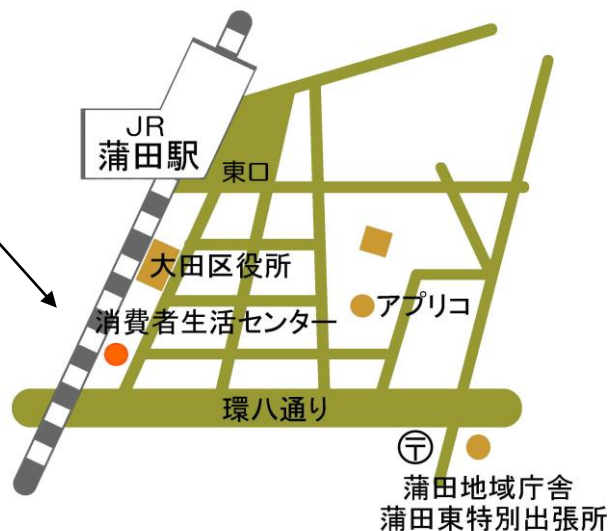 JR
蒲田駅
東口
大田区役所
アプリコ
消費者生活センター
環八通り
〒
蒲田地域庁舎
蒲田東特別出張所